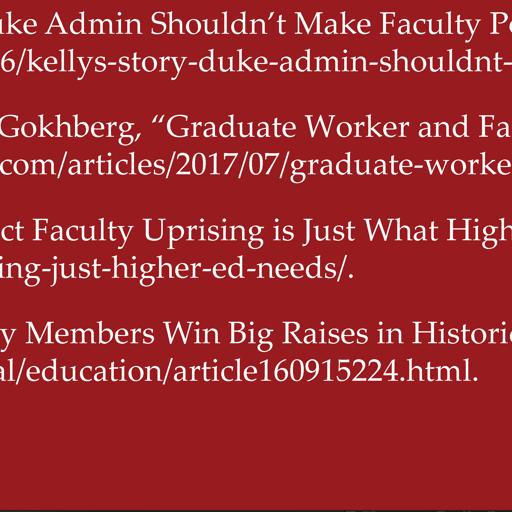 uke Admin Shouldn’t Make Faculty P
6/kellys-story-duke-admin-shouldnt-
Gokhberg, “Graduate Worker and Fa
com/articles/2017/07/graduate-worke
ct Faculty Uprising is Just What High
ing-just-higher-ed-needs/.
y Members Win Big Raises in Histori
al/education/article160915224.html.